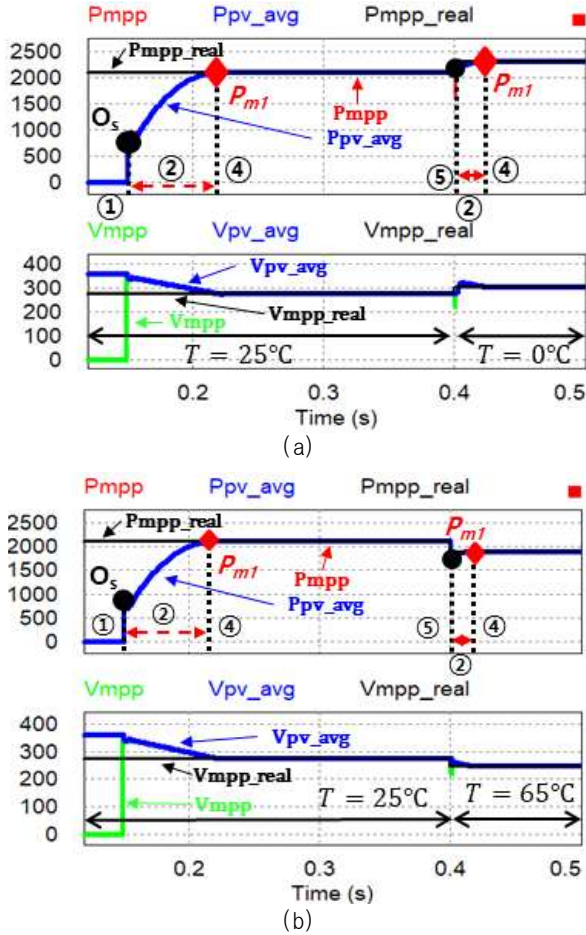 Pmpp Ppv_avg Pmpp_real
2500
2000
1500
1000
500
0
Pmpp_real
Os
Pm1
Pmpp
Ppv_avg
Pm1
① ② ④ ⑤ ④
②
Vmpp Vpv_avg Vmpp_real
400
300
200
100
0
Vpv_avg
Vmpp_real
Vmpp
T = 25℃ T = 0℃
0.2 0.3 0.4 0.5
Time (s)
(a)
Pmpp Ppv_avg Pmpp_real
2500
2000
1500
1000
500
0
Pmpp_real
Pm1
Os
Pm1
Pmpp
Ppv_avg
① ② ④ ⑤ ④
②
Vmpp Vpv_avg Vmpp_real
400
300
200
100
0
Vpv_avg
Vmpp_real
Vmpp
T = 25℃ T = 65℃
0.2 0.3 0.4 0.5
Time (s)
(b)